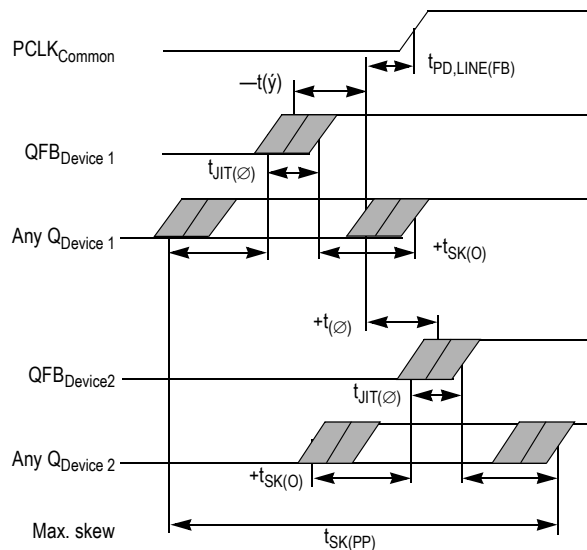 PCLKCommon
tPD,LINE(FB)
—t(ý)
QFBDevice 1
tJIT(∅)
Any QDevice 1
+tSK(O)
+t(∅)
QFBDevice2
tJIT(∅)
Any QDevice 2
+tSK(O)
Max. skew
tSK(PP)